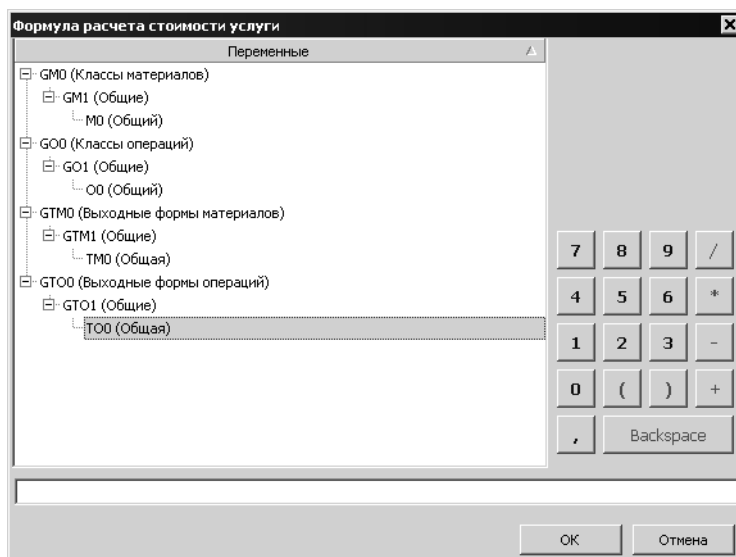 Формула расчета стоимости услуги
Переменные
GM0 (Классы материалов)
GM1 (Общие)
M0 (Общий)
GO0 (Классы операций)
GO1 (Общие)
O0 (Общий)
GTM0 (Выходные формы материалов)
GTM1 (Общие)
TM0 (Общая)
GTO0 (Выходные формы операций)
GTO1 (Общие)
TO0 (Общая)
7 8 9 /
4 5 6 *
1 2 3 -
0 ( ) +
, Backspace
OK Отмена